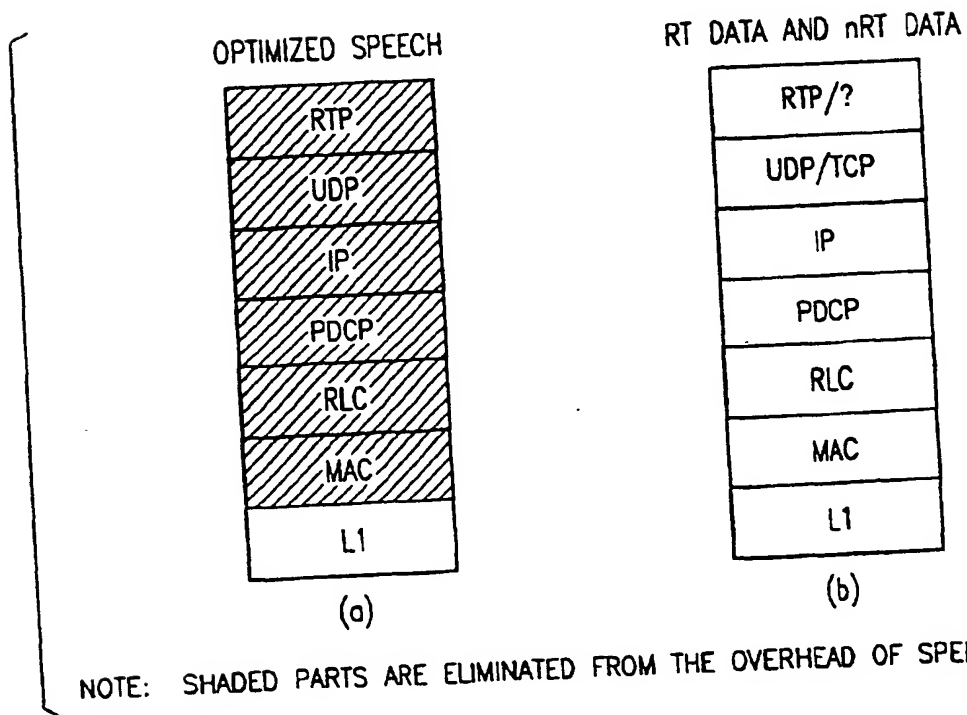 OPTIMIZED SPEECH
RTP
UDP
IP
PDCP
RLC
MAC
L1
(a)
RT DATA AND nRT DATA
RTP/?
UDP/TCP
IP
PDCP
RLC
MAC
L1
(b)
NOTE: SHADED PARTS ARE ELIMINATED FROM THE OVERHEAD OF